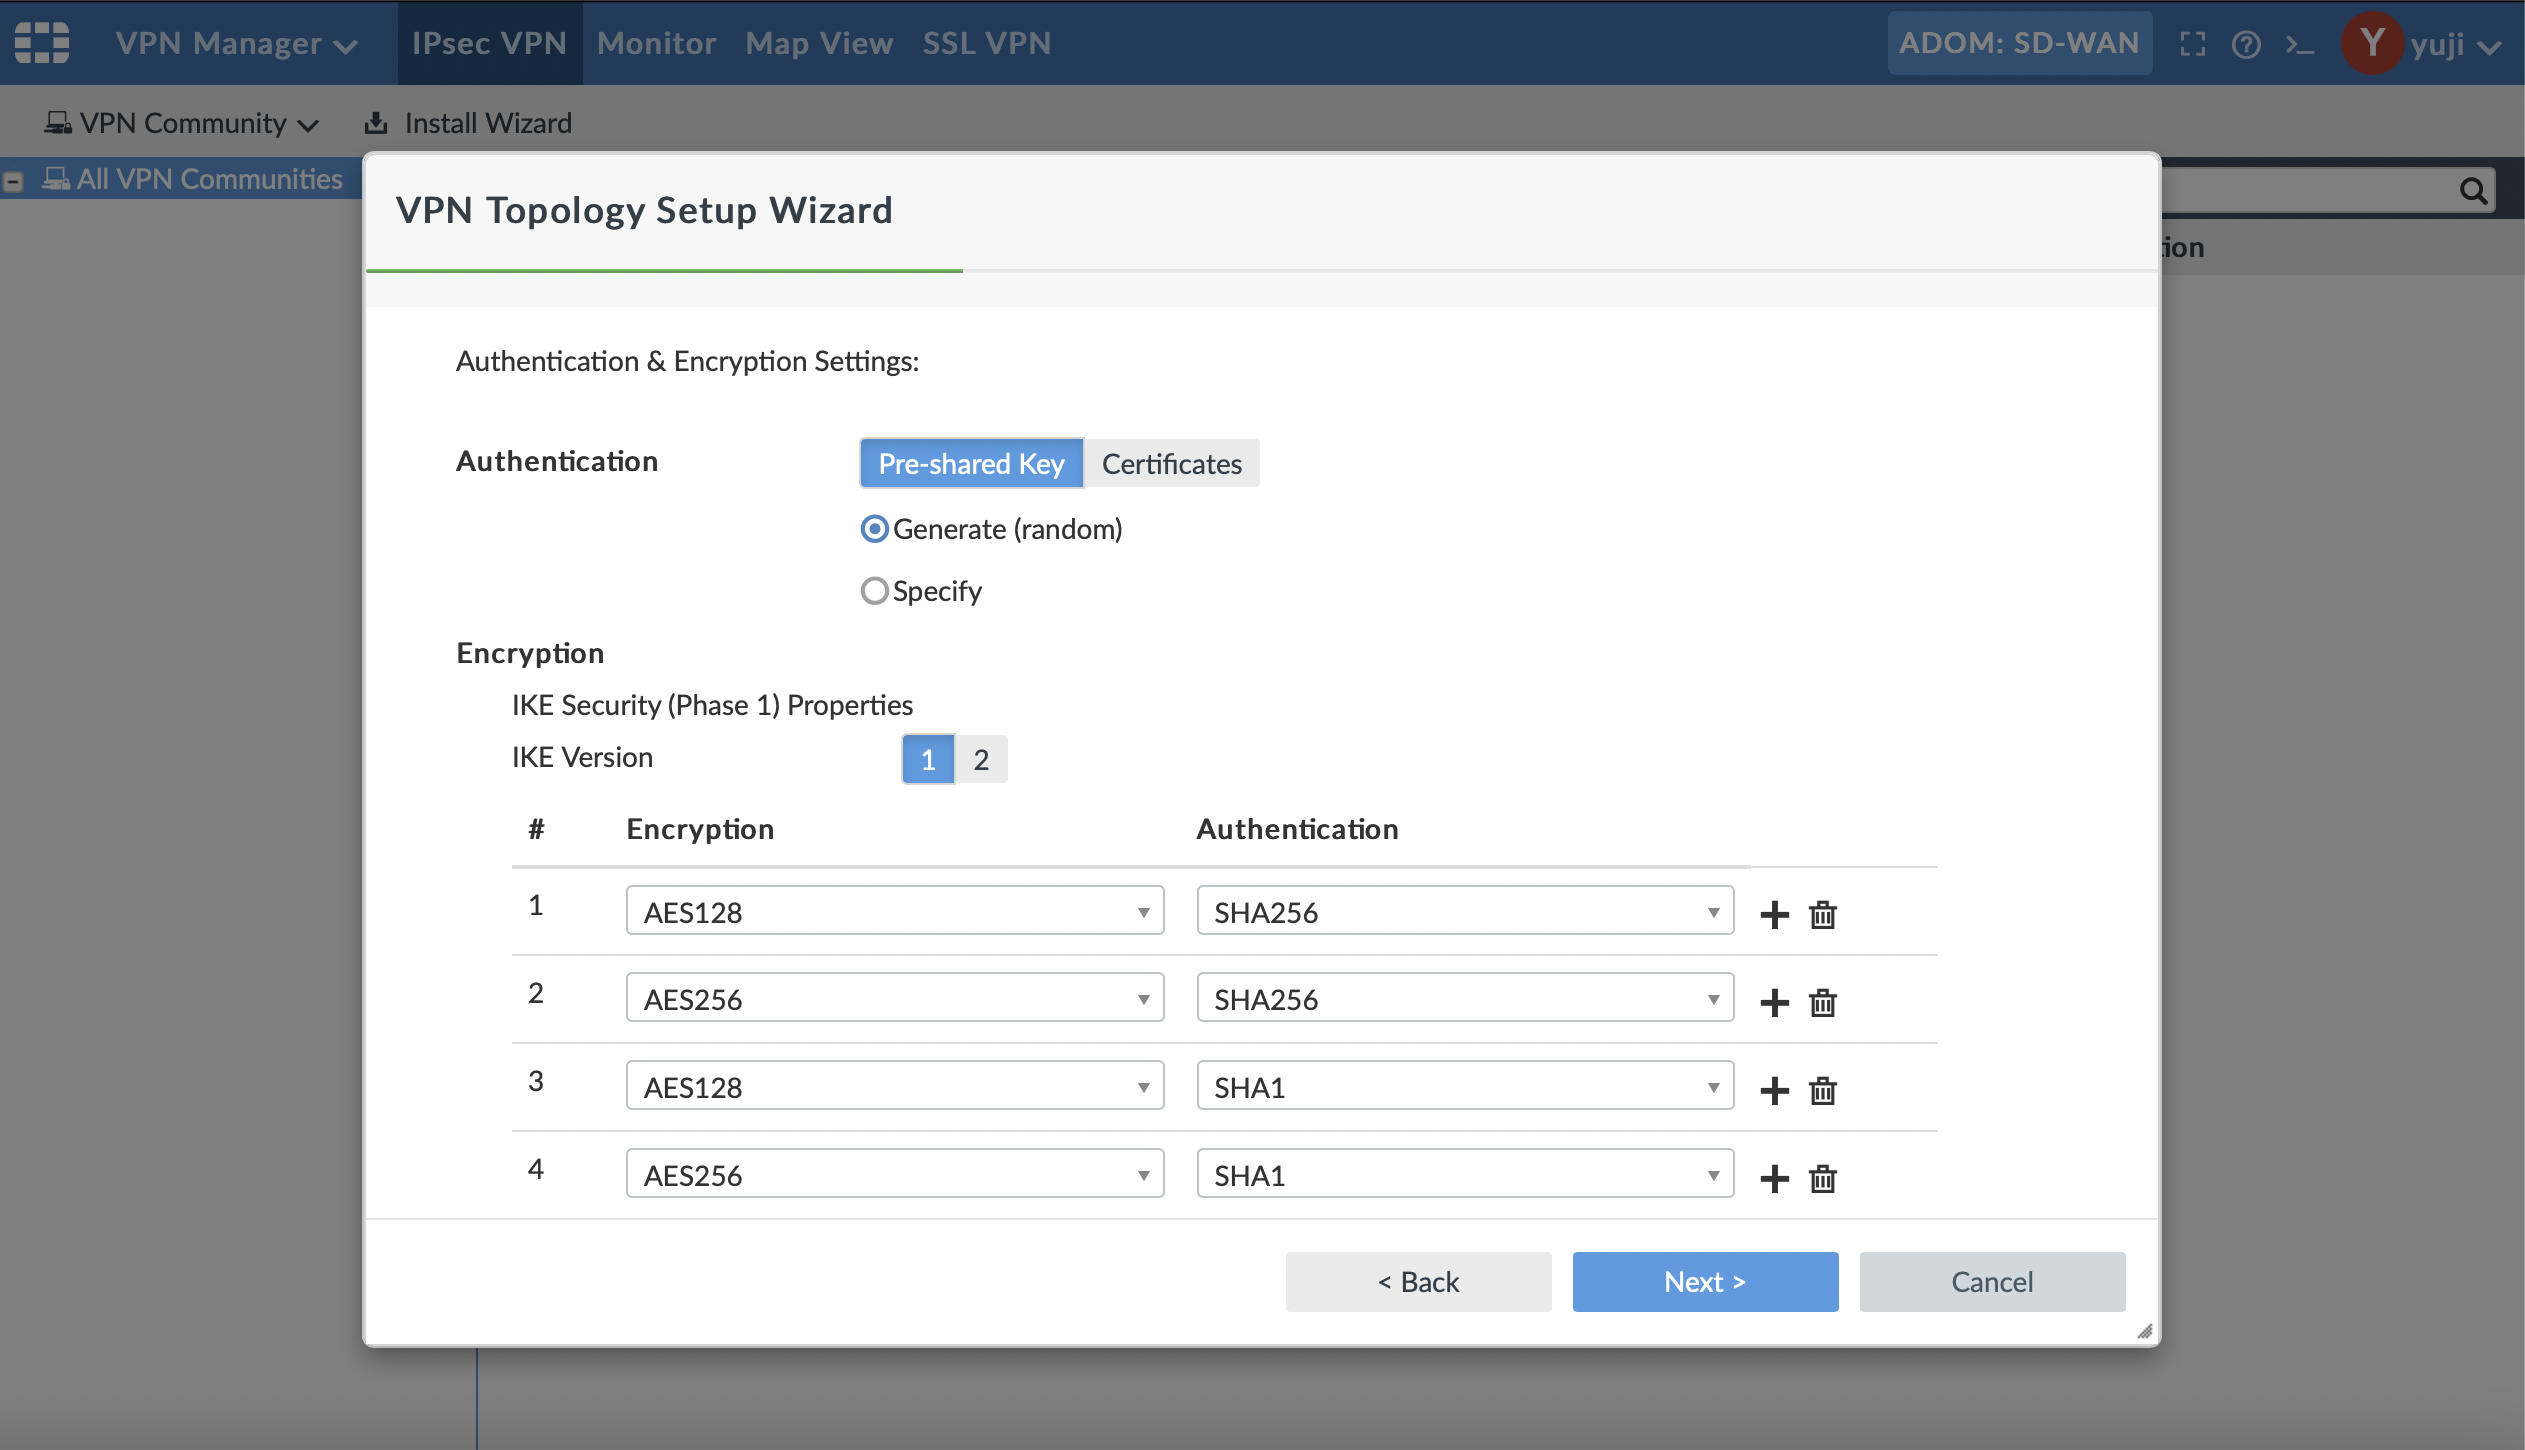 VPN Manager IPsec VPN Monitor Map View SSL VPN ADOM: SD-WAN Y yuji
VPN Community Install Wizard
All VPN Communities
tion
VPN Topology Setup Wizard
Authentication & Encryption Settings:
Authentication Pre-shared Key Certificates
Generate (random)
Specify
Encryption
IKE Security (Phase 1) Properties
IKE Version 1 2
# Encryption Authentication
1 AES128 SHA256
2 AES256 SHA256
3 AES128 SHA1
4 AES256 SHA1
< Back Next > Cancel